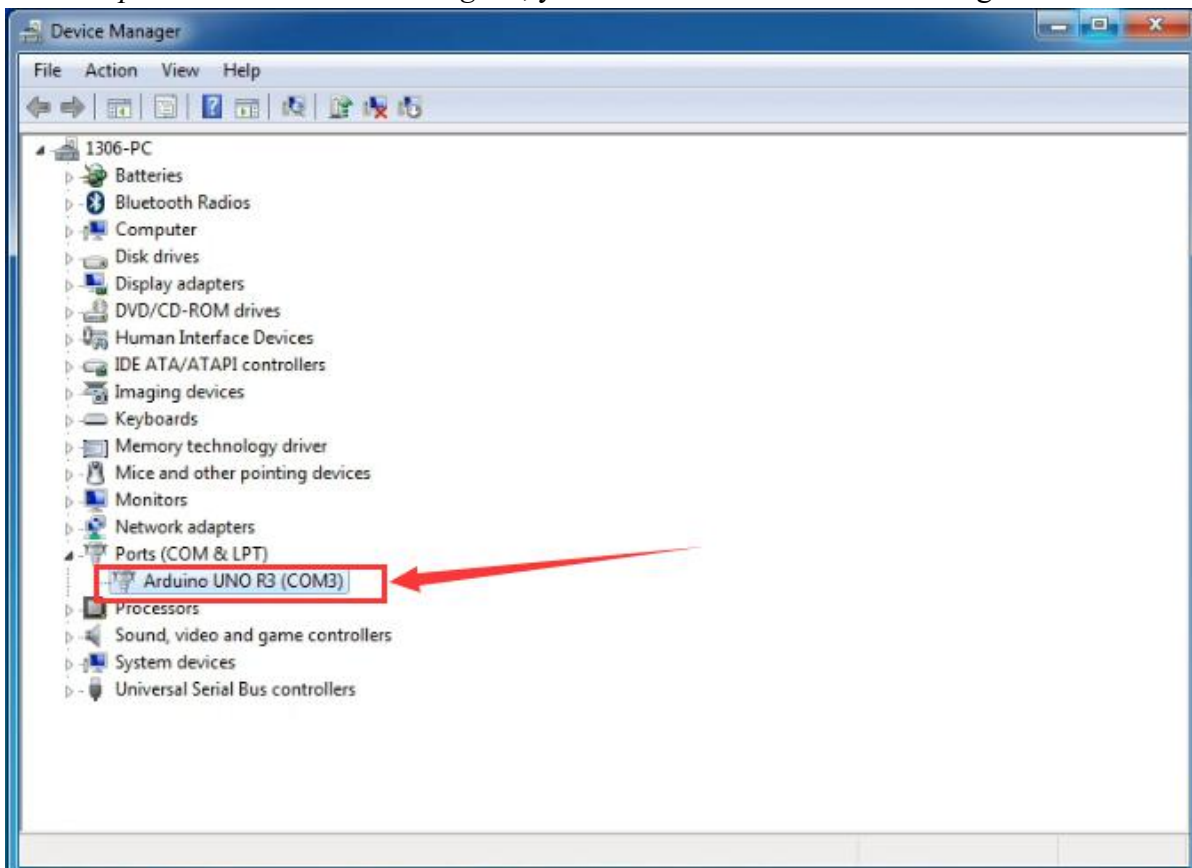 Device Manager
File Action View Help
1306-PC
Batteries
Bluetooth Radios
Computer
Disk drives
Display adapters
DVD/CD-ROM drives
Human Interface Devices
IDE ATA/ATAPI controllers
Imaging devices
Keyboards
Memory technology driver
Mice and other pointing devices
Monitors
Network adapters
Ports (COM & LPT)
Arduino UNO R3 (COM3)
Processors
Sound, video and game controllers
System devices
Universal Serial Bus controllers